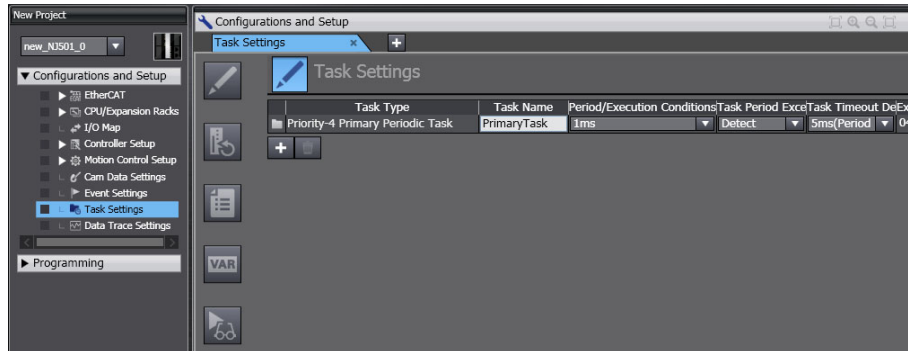 New Project
new_NJ501_0
Configurations and Setup
EtherCAT
CPU/Expansion Racks
I/O Map
Controller Setup
Motion Control Setup
Cam Data Settings
Event Settings
Task Settings
Data Trace Settings
Programming
Configurations and Setup
Task Settings
VAR
Task Settings
Task Type Task Name Period/Execution Conditions Task Period Exce Task Timeout De Ex
Priority-4 Primary Periodic Task PrimaryTask 1ms Detect 5ms(Period 04